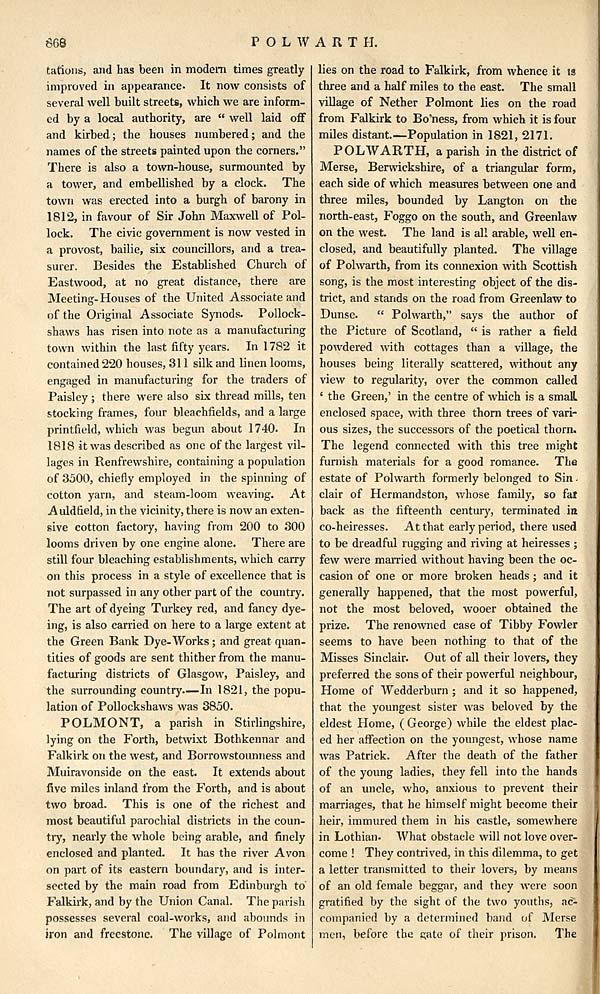 868
POLWARTH.
tations, and has been in modern times greatly
improved in appearance. It now consists of
several well built streets, which we are inform-
ed by a local authority, are “ well laid off
and kirbed; the houses numbered; and the
names of the streets painted upon the corners.”
There is also a town-house, surmounted by
a tower, and embellished by a clock. The
town was erected into a burgh of barony in
1812, in favour of Sir John Maxwell of Pol-
lock. The civic government is now vested in
a provost, bailie, six councillors, and a trea-
surer. Besides the Established Church of
Eastwood, at no great distance, there are
Meeting-Houses of the United Associate and
of the Original Associate Synods. Pollock-
shaws has risen into note as a manufacturing
town within the last fifty years. In 1782 it
contained 220 houses, 311 silk and linen looms,
engaged in manufacturing for the traders of
Paisley; there were also six thread mills, ten
stocking frames, four bleachfields, and a large
printfield, which was begun about 1740. In
1818 it was described as one of the largest vil-
lages in Renfrewshire, containing a population
of 3500, chiefly employed in the spinning of
cotton yarn, and steam-loom weaving. At
Auldfield, in the vicinity, there is now an exten-
sive cotton factory, having from 200 to 300
looms driven by one engine alone. There are
still four bleaching establishments, which carry
on this process in a style of excellence that is
not surpassed in any other part of the country.
The art of dyeing Turkey red, and fancy dye-
ing, is also carried on here to a large extent at
the Green Bank Dye-Works; and great quan-
tities of goods are sent thither from the manu-
facturing districts of Glasgow, Paisley, and
the surrounding country.—In 1821, the popu-
lation of Pollockshaws was 3850.
POLMONT, a parish in Stirlingshire,
lying on the Forth, betwixt Bothkennar and
Falkirk on the west, and Borrowstounness and
Muiravonside on the east. It extends about
five miles inland from the Forth, and is about
two broad. This is one of the richest and
most beautiful parochial districts in the coun-
try, nearly the whole being arable, and finely
enclosed and planted. It has the river Avon
on part of its eastern boundary, and is inter-
sected by the main road from Edinburgh to
Falkirk, and by the Union Canal. The parish
possesses several coal-works, and abounds in
iron and freestone. The village of Polmont
lies on the road to Falkirk, from whence it is
three and a half miles to the east. The small
village of Nether Polmont lies on the road
from Falkirk to Bo'ness, from which it is four
miles distant.—Population in 1821, 2171.
POLWARTH, a parish in the district of
Merse, Berwickshire, of a triangular form,
each side of which measures between one and
three miles, bounded by Langton on the
north-east, Foggo on the south, and Greenlaw
on the west. The land is all arable, well en-
closed, and beautifully planted. The village
of Polwarth, from its connexion with Scottish
song, is the most interesting object of the dis-
trict, and stands on the road from Greenlaw to
Dunse. “ Polwarth,” says the author of
the Picture of Scotland, “ is rather a field
powdered with cottages than a village, the
houses being literally scattered, without any
view to regularity, over the common called
‘ the Green,’ in the centre of which is a small
enclosed space, with three thorn trees of vari-
ous sizes, the successors of the poetical thorn.
The legend connected with this tree might
furnish materials for a good romance. The
estate of Polwarth formerly belonged to Sin-
clair of Hermandston, whose family, so far
back as the fifteenth century, terminated in
co-heiresses. At that early period, there used
to be dreadful rugging and riving at heiresses ;
few were married without having been the oc-
casion of one or more broken heads ; and it
generally happened, that the most powerful,
not the most beloved, wooer obtained the
prize. The renowned case of Tibby Fowler
seems to have been nothing to that of the
Misses Sinclair. Out of all their lovers, they
preferred the sons of their powerful neighbour,
Home of Wedderburn ; and it so happened,
that the youngest sister was beloved by the
eldest Home, ( George) while the eldest plac-
ed her affection on the youngest, whose name
was Patrick. After the death of the father
of the young ladies, they fell into the hands
of an uncle, who, anxious to prevent their
marriages, that he himself might become their
heir, immured them in his castle, somewhere
in Lothian. What obstacle will not love over-
come ! They contrived, in this dilemma, to get
a letter transmitted to their lovers, by means
of an old female beggar, and they were soon
gratified by the sight of the two youths, ac-
companied by a determined band of Merse
men, before the gate of their prison. The